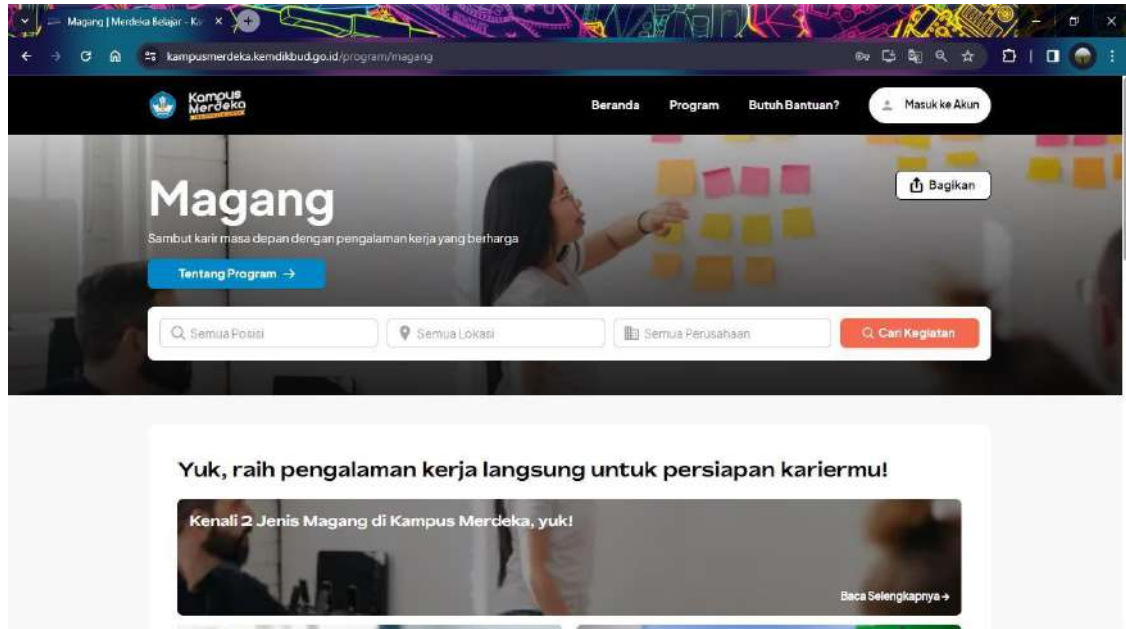 Magang | Merdeka Belajar - Ka
kampusmerdeka.kemdikbud.go.id/program/magang
Kampus
Merdeka
Beranda Program Butuh Bantuan? Masuk ke Akun
Bagikan
Magang
Sambut karir masa depan dengan pengalaman kerja yang berharga
Tentang Program →
Semua Posisi Semua Lokasi Semua Perusahaan Cari Kegiatan
Yuk, raih pengalaman kerja langsung untuk persiapan kariermu!
Kenali 2 Jenis Magang di Kampus Merdeka, yuk!
Baca Selengkapnya →